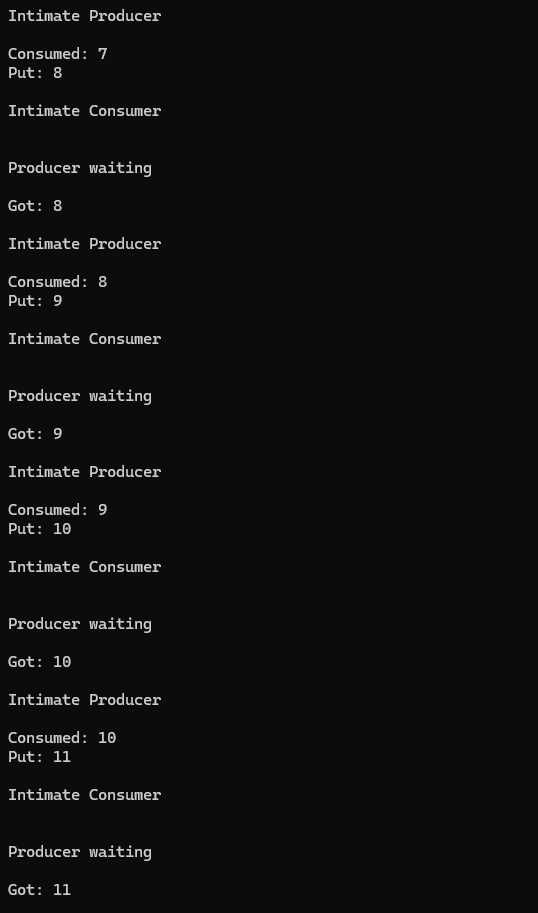 Intimate Producer
Consumed: 7
Put: 8
Intimate Consumer
Producer waiting
Got: 8
Intimate Producer
Consumed: 8
Put: 9
Intimate Consumer
Producer waiting
Got: 9
Intimate Producer
Consumed: 9
Put: 10
Intimate Consumer
Producer waiting
Got: 10
Intimate Producer
Consumed: 10
Put: 11
Intimate Consumer
Producer waiting
Got: 11